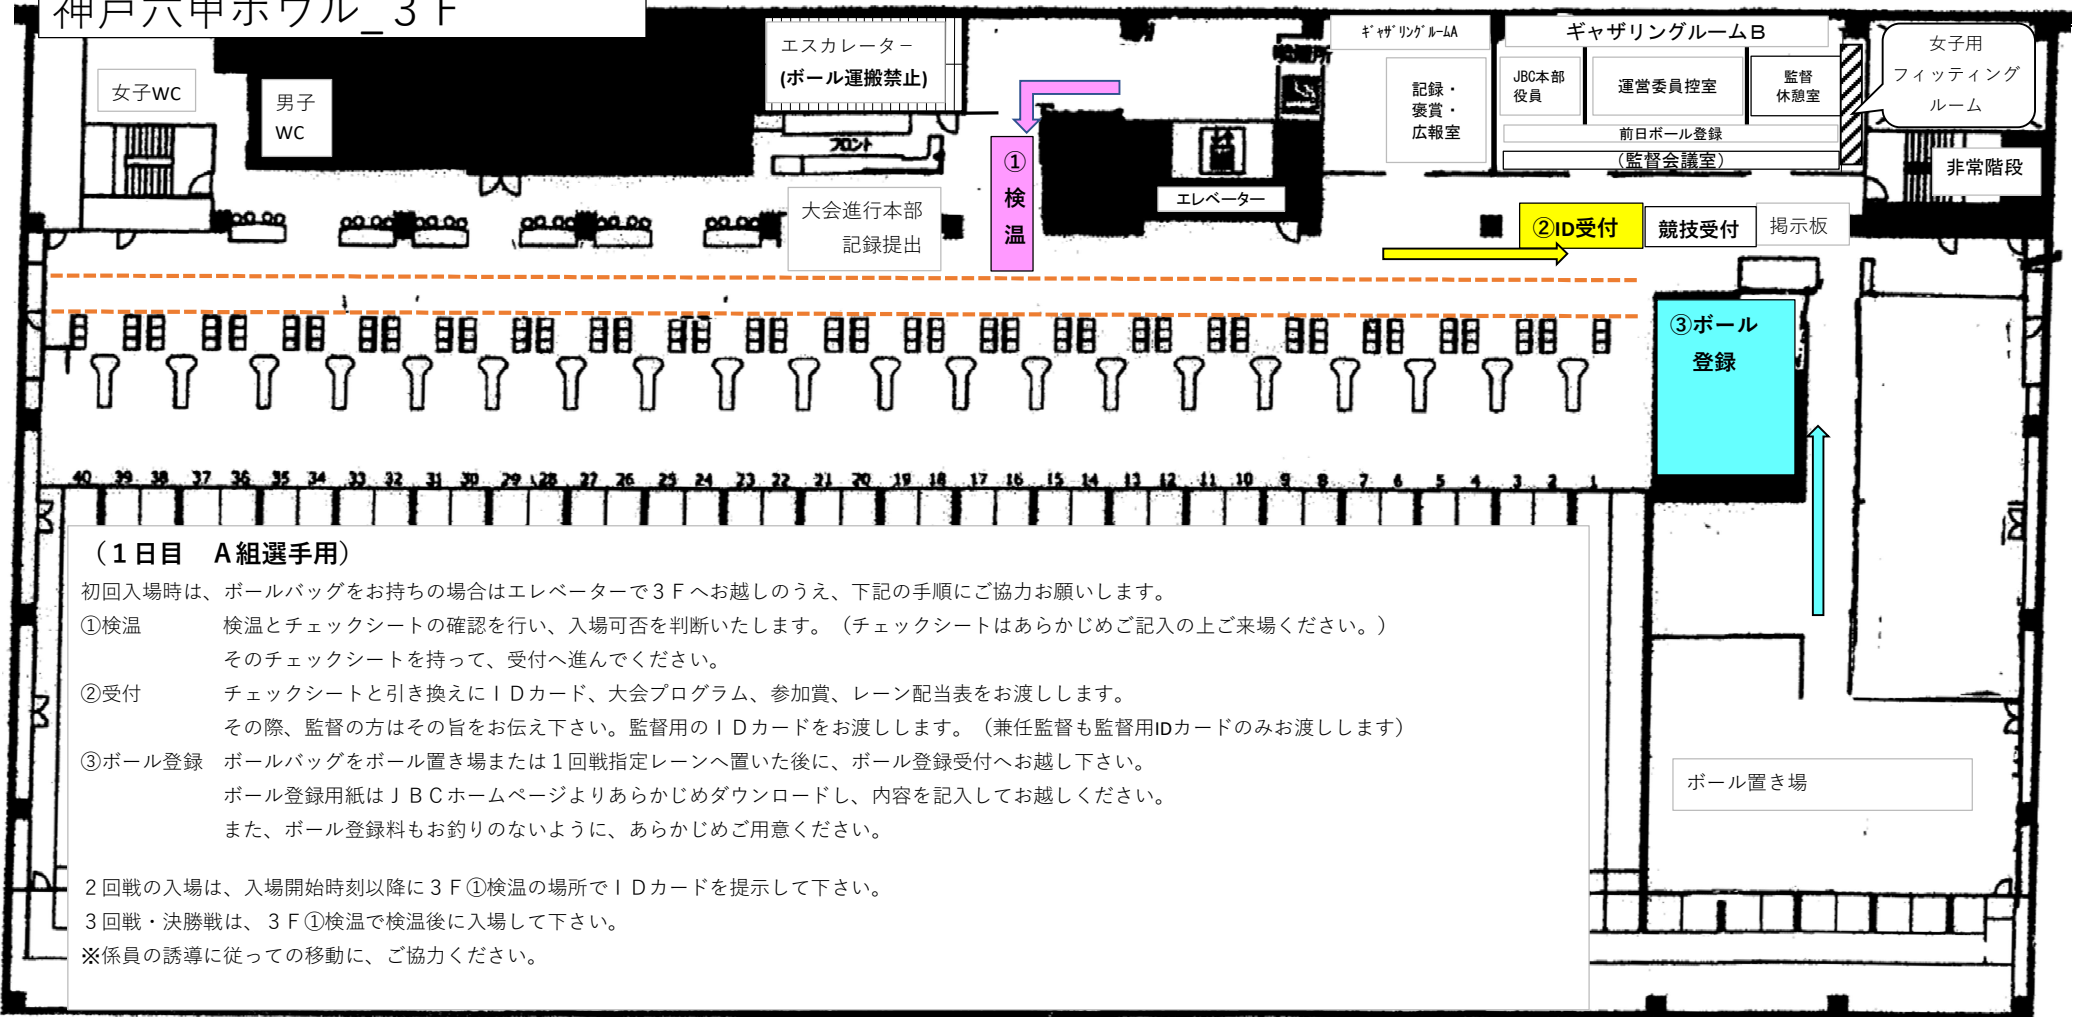 神戸六甲ボウル_３Ｆ
女子WC
男子
WC
エスカレーター
(ボール運搬禁止)
フロント
大会進行本部
記録提出
①
検
温
エレベーター
ｷﾞｬｻﾞﾘﾝｸﾞﾙｰﾑA
記録・
褒賞・
広報室
ギャザリングルームＢ
JBC本部
役員
運営委員控室
監督
休憩室
前日ボール登録
（監督会議室）
女子用
フィッティング
ルーム
非常階段
②ID受付
競技受付
掲示板
③ボール
登録
40 39 38 37 36 35 34 33 32 31 30 29 28 27 26 25 24 23 22 21 20 19 18 17 16 15 14 13 12 11 10 9 8 7 6 5 4 3 2 1
（１日目　Ａ組選手用）
初回入場時は、ボールバッグをお持ちの場合はエレベーターで３Ｆへお越しのうえ、下記の手順にご協力お願いします。
①検温　検温とチェックシートの確認を行い、入場可否を判断いたします。（チェックシートはあらかじめご記入の上ご来場ください。）
そのチェックシートを持って、受付へ進んでください。
②受付　チェックシートと引き換えにＩＤカード、大会プログラム、参加賞、レーン配当表をお渡しします。
その際、監督の方はその旨をお伝え下さい。監督用のＩＤカードをお渡しします。（兼任監督も監督用IDカードのみお渡しします）
③ボール登録　ボールバッグをボール置き場または１回戦指定レーンへ置いた後に、ボール登録受付へお越し下さい。
ボール登録用紙はＪＢＣホームページよりあらかじめダウンロードし、内容を記入してお越しください。
また、ボール登録料もお釣りのないように、あらかじめご用意ください。
２回戦の入場は、入場開始時刻以降に３Ｆ①検温の場所でＩＤカードを提示して下さい。
３回戦・決勝戦は、３Ｆ①検温で検温後に入場して下さい。
※係員の誘導に従っての移動に、ご協力ください。
ボール置き場